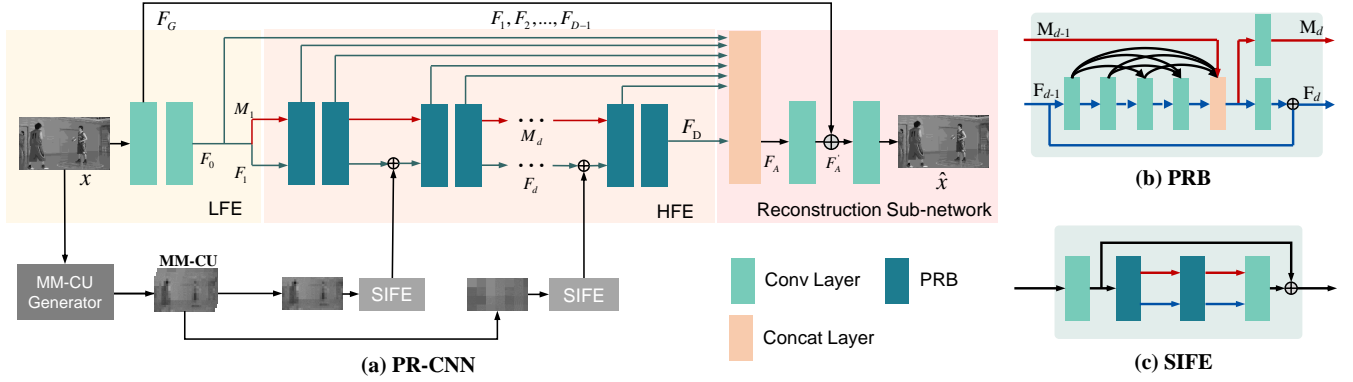 F_G
F_1, F_2, ..., F_{D-1}
M_1
F_0
F_1
x
LFE
M_d
F_d
HFE
F_D
F_A
F'_A
x̂
Reconstruction Sub-network
MM-CU
Generator
MM-CU
SIFE
SIFE
Conv Layer
PRB
Concat Layer
(a) PR-CNN
M_{d-1}
M_d
F_{d-1}
F_d
(b) PRB
(c) SIFE